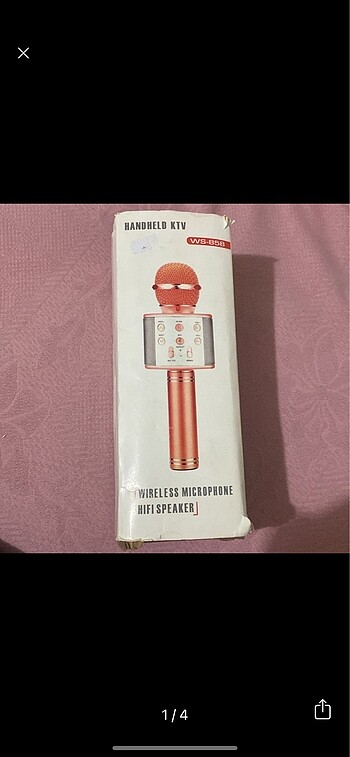 HANDHELD KTV
WS-858
WIRELESS MICROPHONE
HIFI SPEAKER
1/4